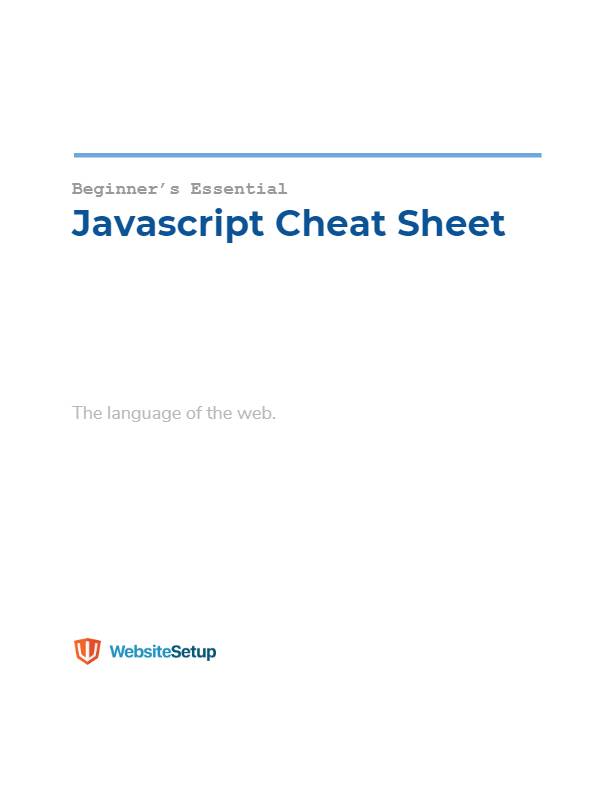 Beginner’s Essential
Javascript Cheat Sheet
The language of the web.
WebsiteSetup